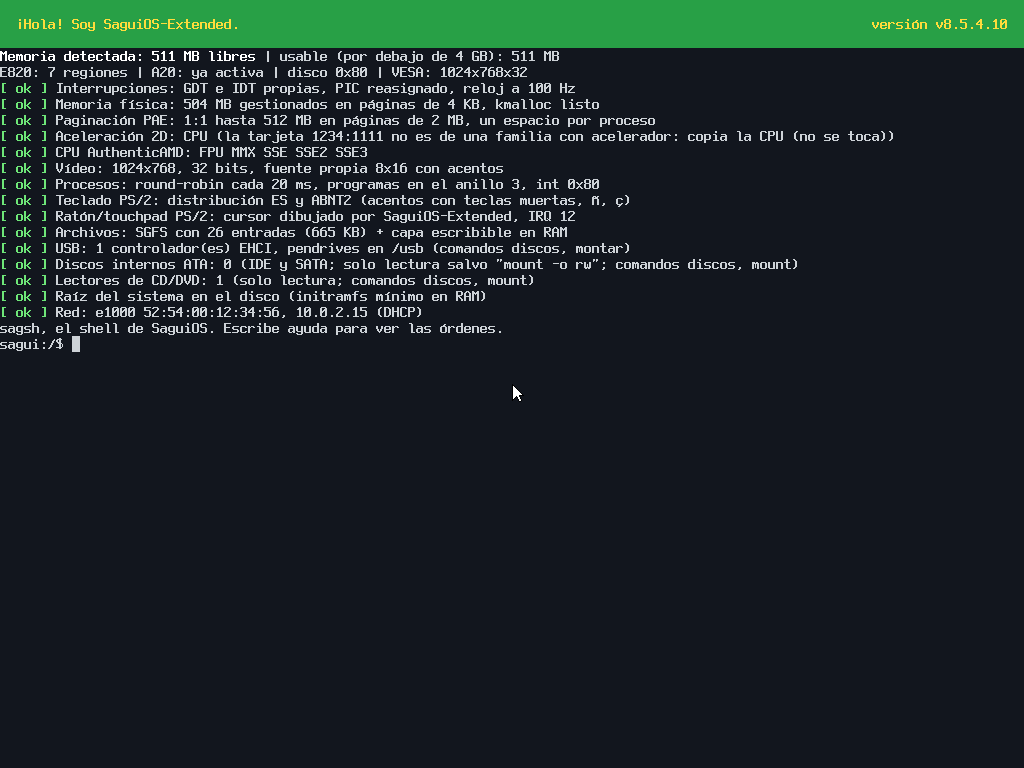 ¡Hola! Soy SaguiOS-Extended.
versión v8.5.4.10
Memoria detectada: 511 MB libres | usable (por debajo de 4 GB): 511 MB
E820: 7 regiones | A20: ya activa | disco 0x80 | VESA: 1024x768x32
[ ok ] Interrupciones: GDT e IDT propias, PIC reasignado, reloj a 100 Hz
[ ok ] Memoria física: 504 MB gestionados en páginas de 4 KB, kmalloc listo
[ ok ] Paginación PAE: 1:1 hasta 512 MB en páginas de 2 MB, un espacio por proceso
[ ok ] Aceleración 2D: CPU (la tarjeta 1234:1111 no es de una familia con acelerador: copia la CPU (no se toca))
[ ok ] CPU AuthenticAMD: FPU MMX SSE SSE2 SSE3
[ ok ] Vídeo: 1024x768, 32 bits, fuente propia 8x16 con acentos
[ ok ] Procesos: round-robin cada 20 ms, programas en el anillo 3, int 0x80
[ ok ] Teclado PS/2: distribución ES y ABNT2 (acentos con teclas muertas, ñ, ç)
[ ok ] Ratón/touchpad PS/2: cursor dibujado por SaguiOS-Extended, IRQ 12
[ ok ] Archivos: SGFS con 26 entradas (665 KB) + capa escribible en RAM
[ ok ] USB: 1 controlador(es) EHCI, pendrives en /usb (comandos discos, montar)
[ ok ] Discos internos ATA: 0 (IDE y SATA; solo lectura salvo "mount -o rw"; comandos discos, mount)
[ ok ] Lectores de CD/DVD: 1 (solo lectura; comandos discos, mount)
[ ok ] Raíz del sistema en el disco (initramfs mínimo en RAM)
[ ok ] Red: e1000 52:54:00:12:34:56, 10.0.2.15 (DHCP)
sagsh, el shell de SaguiOS. Escribe ayuda para ver las órdenes.
sagui:/$